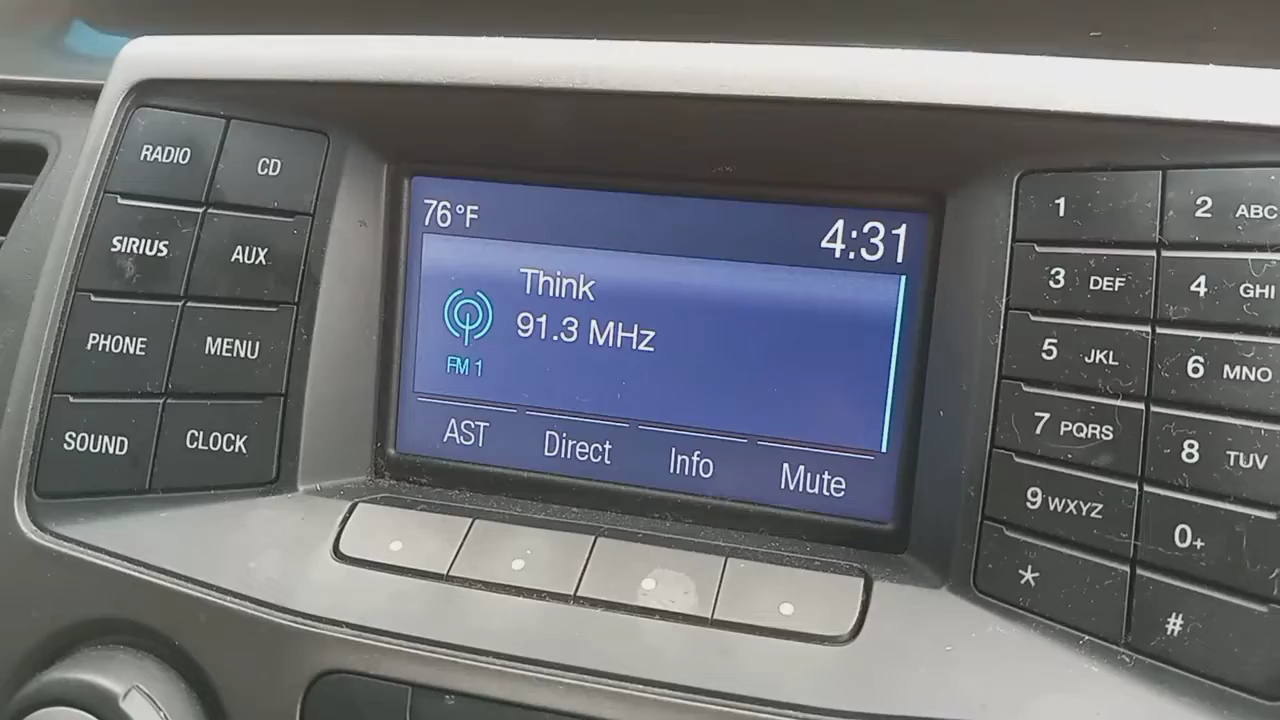 RADIO
CD
SIRIUS
AUX
PHONE
MENU
SOUND
CLOCK
76°F
4:31
Think
91.3 MHz
FM 1
AST
Direct
Info
Mute
1
2 ABC
3 DEF
4 GHI
5 JKL
6 MNO
7 PQRS
8 TUV
9 WXYZ
0+
*
#